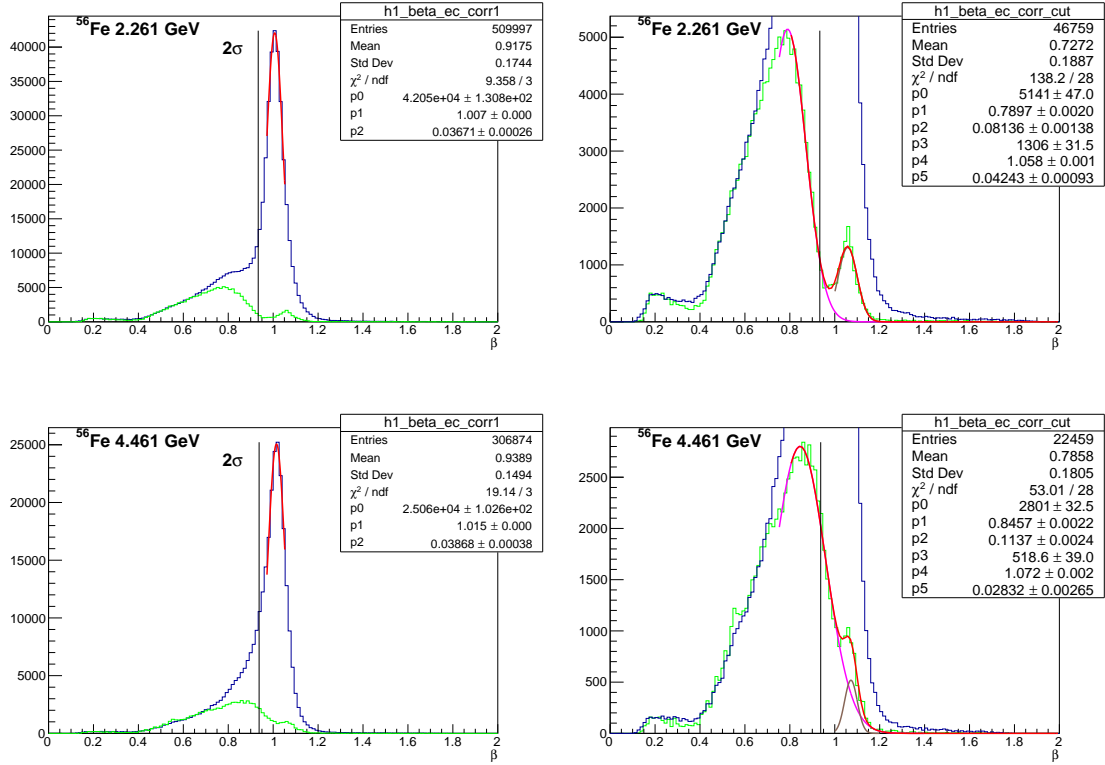 ⁵⁶Fe 2.261 GeV
2σ
h1_beta_ec_corr1
Entries 509997
Mean 0.9175
Std Dev 0.1744
χ² / ndf 9.358 / 3
p0 4.205e+04 ± 1.308e+02
p1 1.007 ± 0.000
p2 0.03671 ± 0.00026
40000
35000
30000
25000
20000
15000
10000
5000
0
0 0.2 0.4 0.6 0.8 1 1.2 1.4 1.6 1.8 2
β
⁵⁶Fe 2.261 GeV
h1_beta_ec_corr_cut
Entries 46759
Mean 0.7272
Std Dev 0.1887
χ² / ndf 138.2 / 28
p0 5141 ± 47.0
p1 0.7897 ± 0.0020
p2 0.08136 ± 0.00138
p3 1306 ± 31.5
p4 1.058 ± 0.001
p5 0.04243 ± 0.00093
5000
4000
3000
2000
1000
0
0 0.2 0.4 0.6 0.8 1 1.2 1.4 1.6 1.8 2
β
⁵⁶Fe 4.461 GeV
2σ
h1_beta_ec_corr1
Entries 306874
Mean 0.9389
Std Dev 0.1494
χ² / ndf 19.14 / 3
p0 2.506e+04 ± 1.026e+02
p1 1.015 ± 0.000
p2 0.03868 ± 0.00038
25000
20000
15000
10000
5000
0
0 0.2 0.4 0.6 0.8 1 1.2 1.4 1.6 1.8 2
β
⁵⁶Fe 4.461 GeV
h1_beta_ec_corr_cut
Entries 22459
Mean 0.7858
Std Dev 0.1805
χ² / ndf 53.01 / 28
p0 2801 ± 32.5
p1 0.8457 ± 0.0022
p2 0.1137 ± 0.0024
p3 518.6 ± 39.0
p4 1.072 ± 0.002
p5 0.02832 ± 0.00265
2500
2000
1500
1000
500
0
0 0.2 0.4 0.6 0.8 1 1.2 1.4 1.6 1.8 2
β